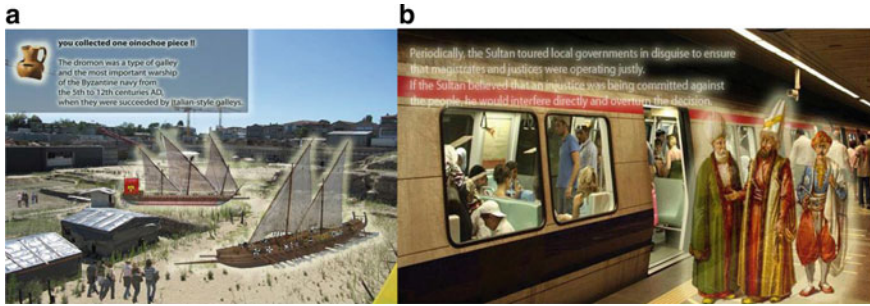 a
you collected one oinochoe piece !!
The dromon was a type of galley
and the most important warship
of the Byzantine navy from
the 5th to 12th centuries AD,
when they were succeeded by Italian-style galleys.
b
Periodically, the Sultan toured local governments in disguise to ensure
that magistrates and justices were operating justly.
If the Sultan believed that an injustice was being committed against
the people, he would interfere directly and overturn the decision.